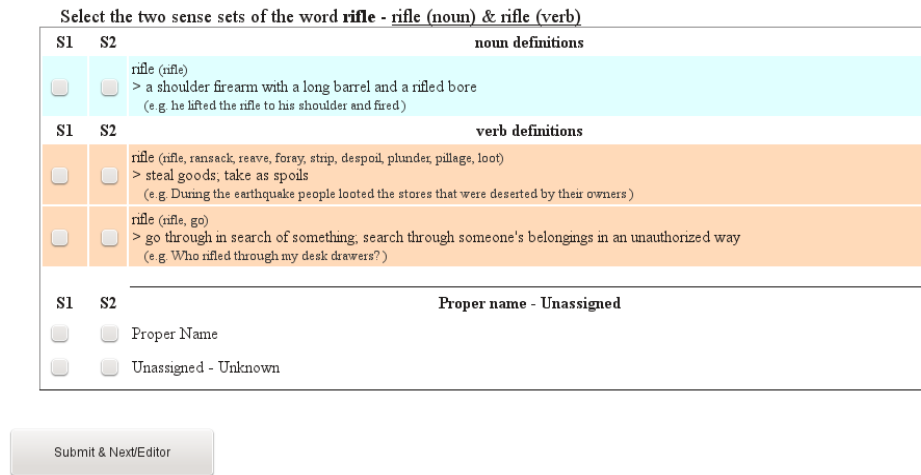 Select the two sense sets of the word rifle - rifle (noun) & rifle (verb)
S1 S2 noun definitions
rifle (rifle)
> a shoulder firearm with a long barrel and a rifled bore
(e.g. he lifted the rifle to his shoulder and fired )
S1 S2 verb definitions
rifle (rifle, ransack, reave, foray, strip, despoil, plunder, pillage, loot)
> steal goods; take as spoils
(e.g. During the earthquake people looted the stores that were deserted by their owners )
rifle (rifle, go)
> go through in search of something; search through someone's belongings in an unauthorized way
(e.g. Who rifled through my desk drawers? )
S1 S2 Proper name - Unassigned
Proper Name
Unassigned - Unknown
Submit & Next/Editor